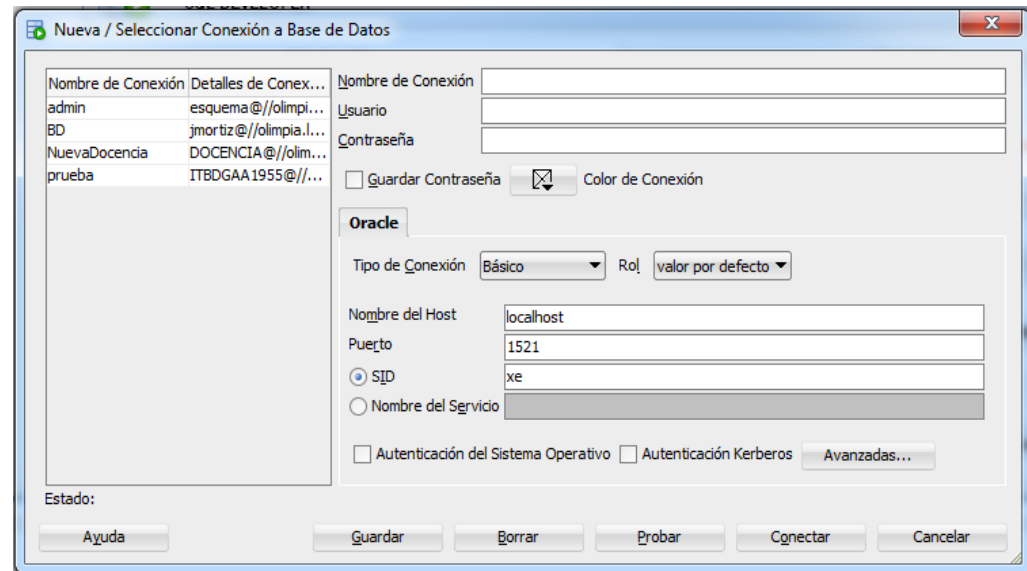 SQL DEVELOPER
Nueva / Seleccionar Conexión a Base de Datos
Nombre de Conexión Detalles de Conex...
admin esquema@//olimpi...
BD jmortiz@//olimpia.l...
NuevaDocencia DOCENCIA@//olim...
prueba ITBDGAA1955@//...
Nombre de Conexión
Usuario
Contraseña
Guardar Contraseña Color de Conexión
Oracle
Tipo de Conexión Básico Rol valor por defecto
Nombre del Host localhost
Puerto 1521
SID xe
Nombre del Servicio
Autenticación del Sistema Operativo Autenticación Kerberos Avanzadas...
Estado:
Ayuda Guardar Borrar Probar Conectar Cancelar